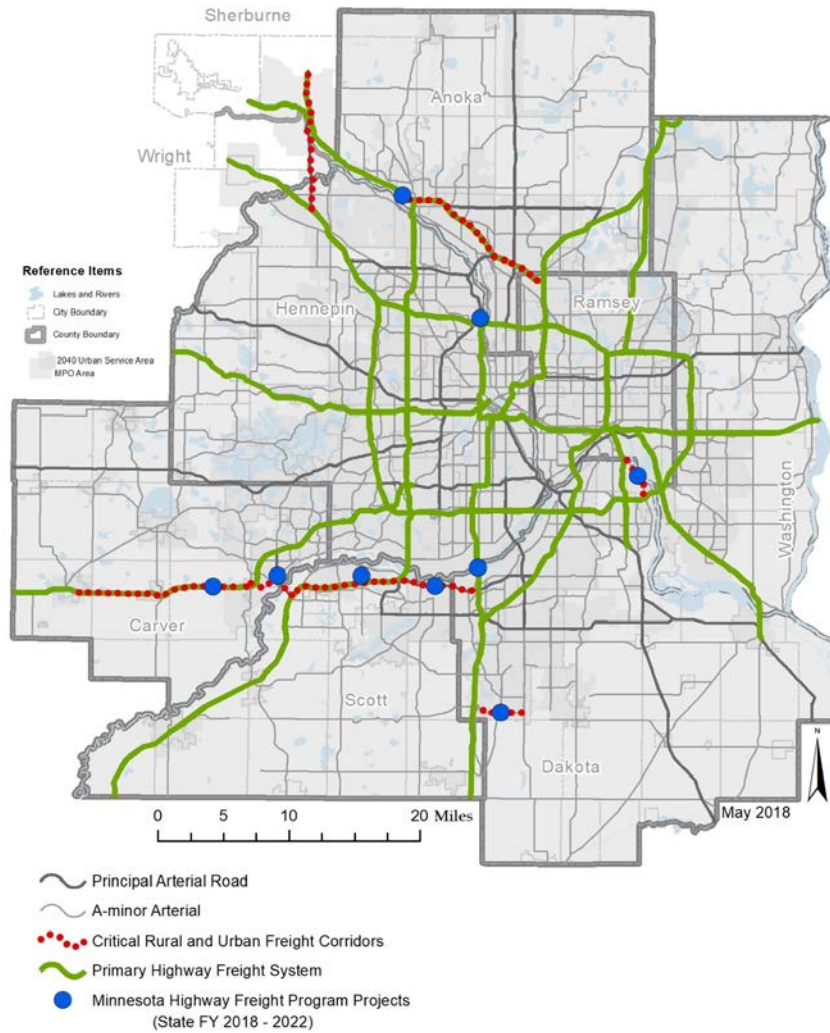 Sherburne
Anoka
Wright
Reference Items
Lakes and Rivers
City Boundary
County Boundary
2040 Urban Service Area
MPO Area
Hennepin
Ramsey
Washington
Carver
Scott
Dakota
N
May 2018
0 5 10 20 Miles
Principal Arterial Road
A-minor Arterial
Critical Rural and Urban Freight Corridors
Primary Highway Freight System
Minnesota Highway Freight Program Projects
(State FY 2018 - 2022)